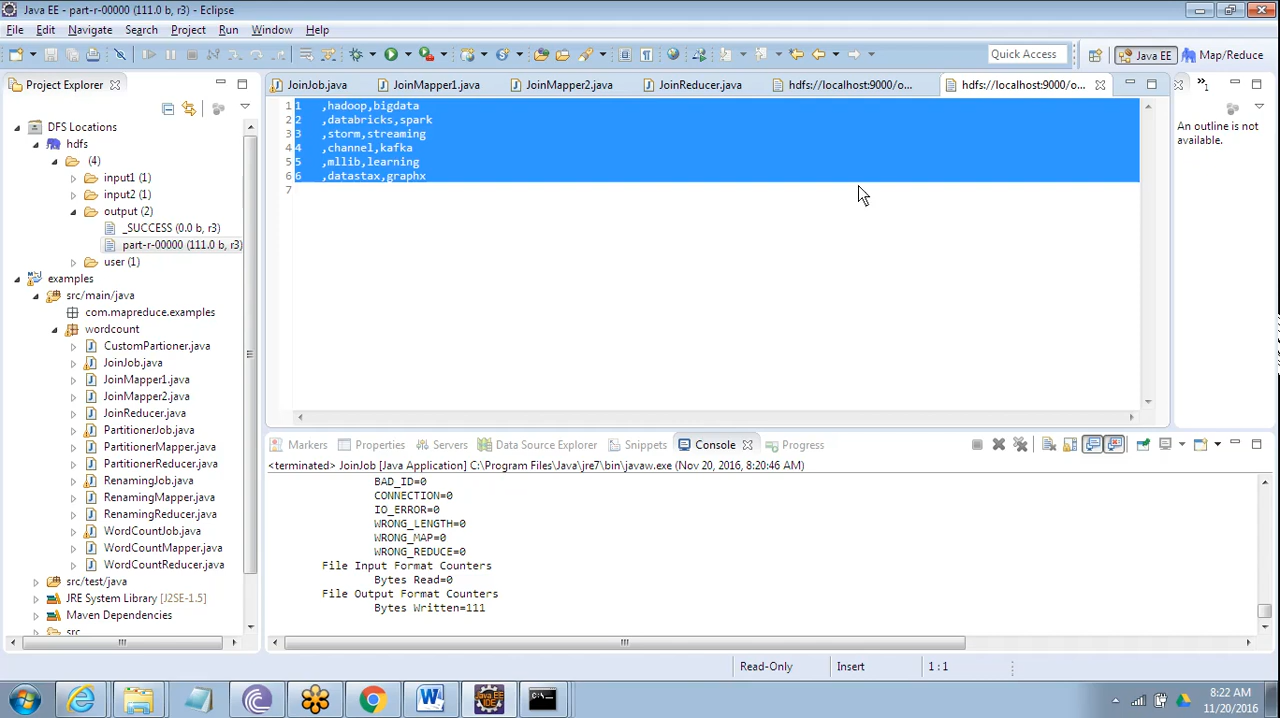 Java EE - part-r-00000 (111.0 b, r3) - Eclipse
File Edit Navigate Search Project Run Window Help
Quick Access
Java EE
Map/Reduce
Project Explorer
JoinJob.java
JoinMapper1.java
JoinMapper2.java
JoinReducer.java
hdfs://localhost:9000/o...
hdfs://localhost:9000/o...
DFS Locations
hdfs
(4)
input1 (1)
input2 (1)
output (2)
_SUCCESS (0.0 b, r3)
part-r-00000 (111.0 b, r3)
user (1)
examples
src/main/java
com.mapreduce.examples
wordcount
CustomPartioner.java
JoinJob.java
JoinMapper1.java
JoinMapper2.java
JoinReducer.java
PartitionerJob.java
PartitionerMapper.java
PartitionerReducer.java
RenamingJob.java
RenamingMapper.java
RenamingReducer.java
WordCountJob.java
WordCountMapper.java
WordCountReducer.java
src/test/java
JRE System Library [J2SE-1.5]
Maven Dependencies
src
1 1 ,hadoop,bigdata
2 2 ,databricks,spark
3 3 ,storm,streaming
4 4 ,channel,kafka
5 5 ,mllib,learning
6 6 ,datastax,graphx
7
An outline is not
available.
Markers Properties Servers Data Source Explorer Snippets Console Progress
<terminated> JoinJob [Java Application] C:\Program Files\Java\jre7\bin\javaw.exe (Nov 20, 2016, 8:20:46 AM)
BAD_ID=0
CONNECTION=0
IO_ERROR=0
WRONG_LENGTH=0
WRONG_MAP=0
WRONG_REDUCE=0
File Input Format Counters
Bytes Read=0
File Output Format Counters
Bytes Written=111
Read-Only
Insert
1 : 1
8:22 AM
11/20/2016